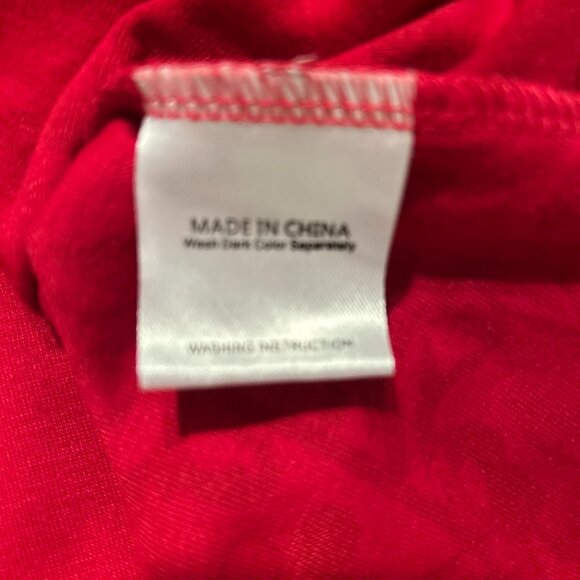 MADE IN CHINA
Wash Dark Color Separately
WASHING INSTRUCTION